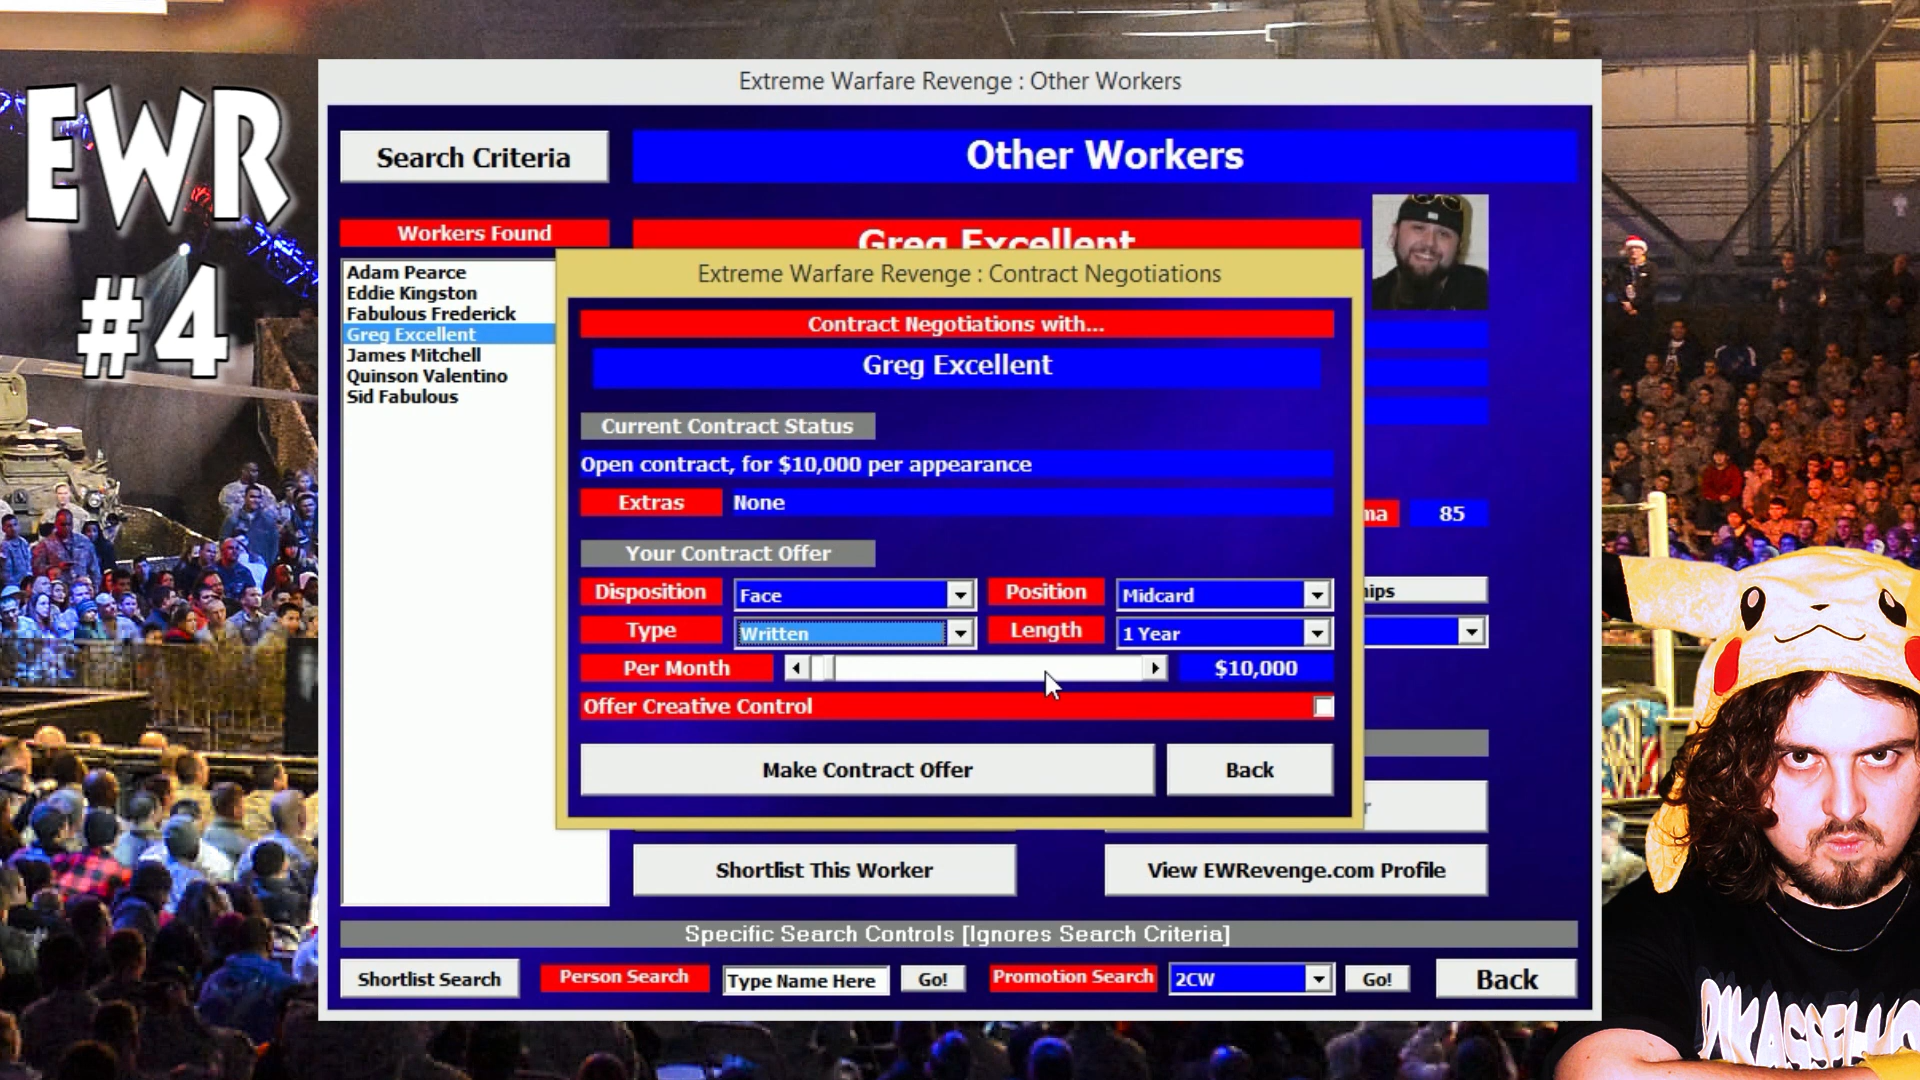 EWR
#4
Extreme Warfare Revenge : Other Workers
Search Criteria
Other Workers
Workers Found
Greg Excellent
Adam Pearce
Eddie Kingston
Fabulous Frederick
Greg Excellent
James Mitchell
Quinson Valentino
Sid Fabulous
Extreme Warfare Revenge : Contract Negotiations
Contract Negotiations with...
Greg Excellent
Current Contract Status
Open contract, for $10,000 per appearance
Extras None
Your Contract Offer
Disposition Face Position Midcard
Type Written Length 1 Year
Per Month $10,000
Offer Creative Control
Make Contract Offer Back
85
Shortlist This Worker View EWRevenge.com Profile
Specific Search Controls [Ignores Search Criteria]
Shortlist Search Person Search Type Name Here Go! Promotion Search 2CW Go! Back